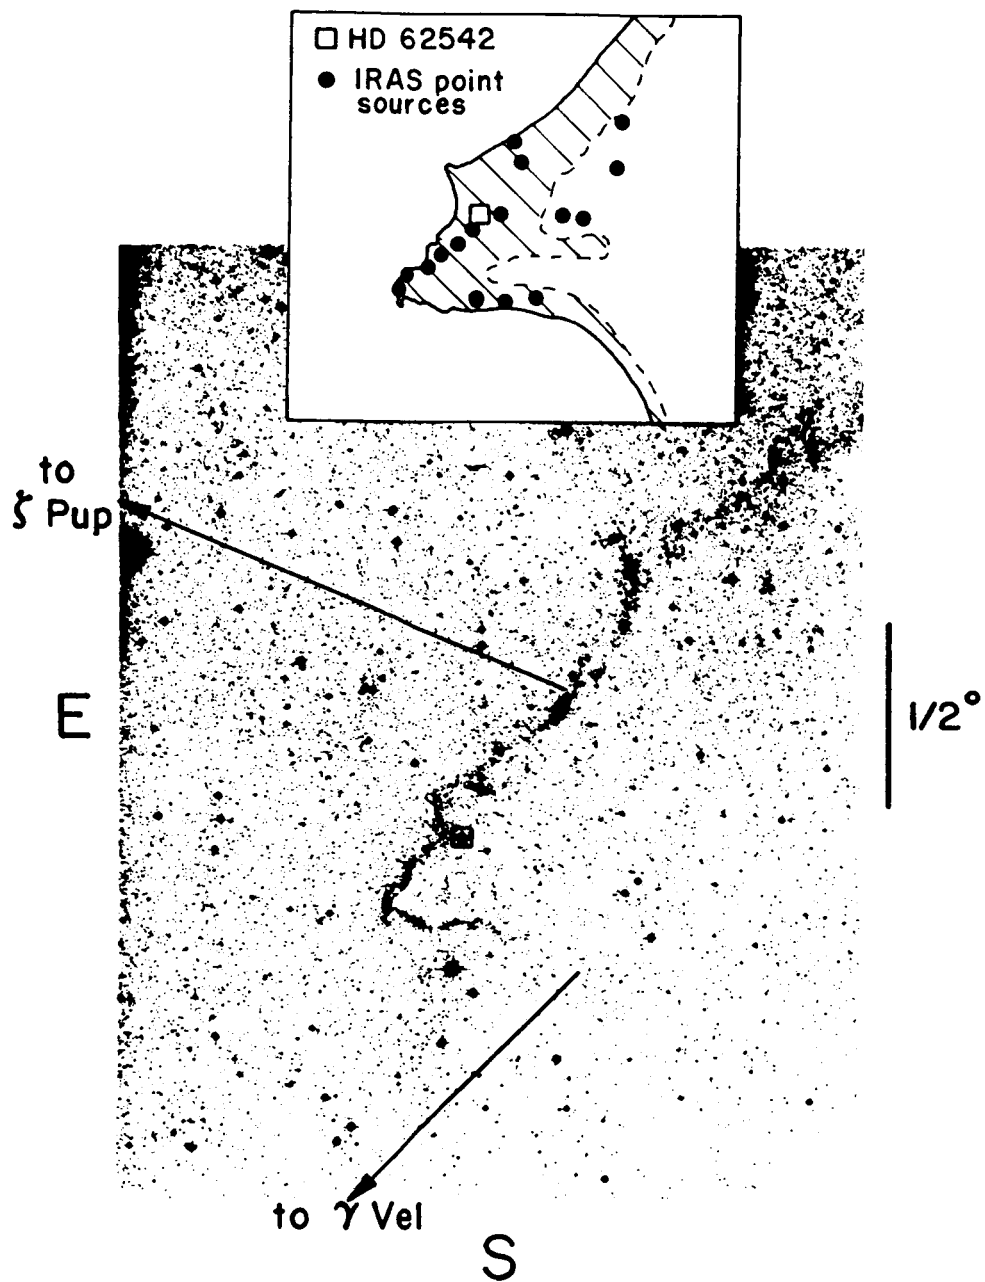 HD 62542
IRAS point
sources
to
ζ Pup
E
1/2°
to γ Vel
S